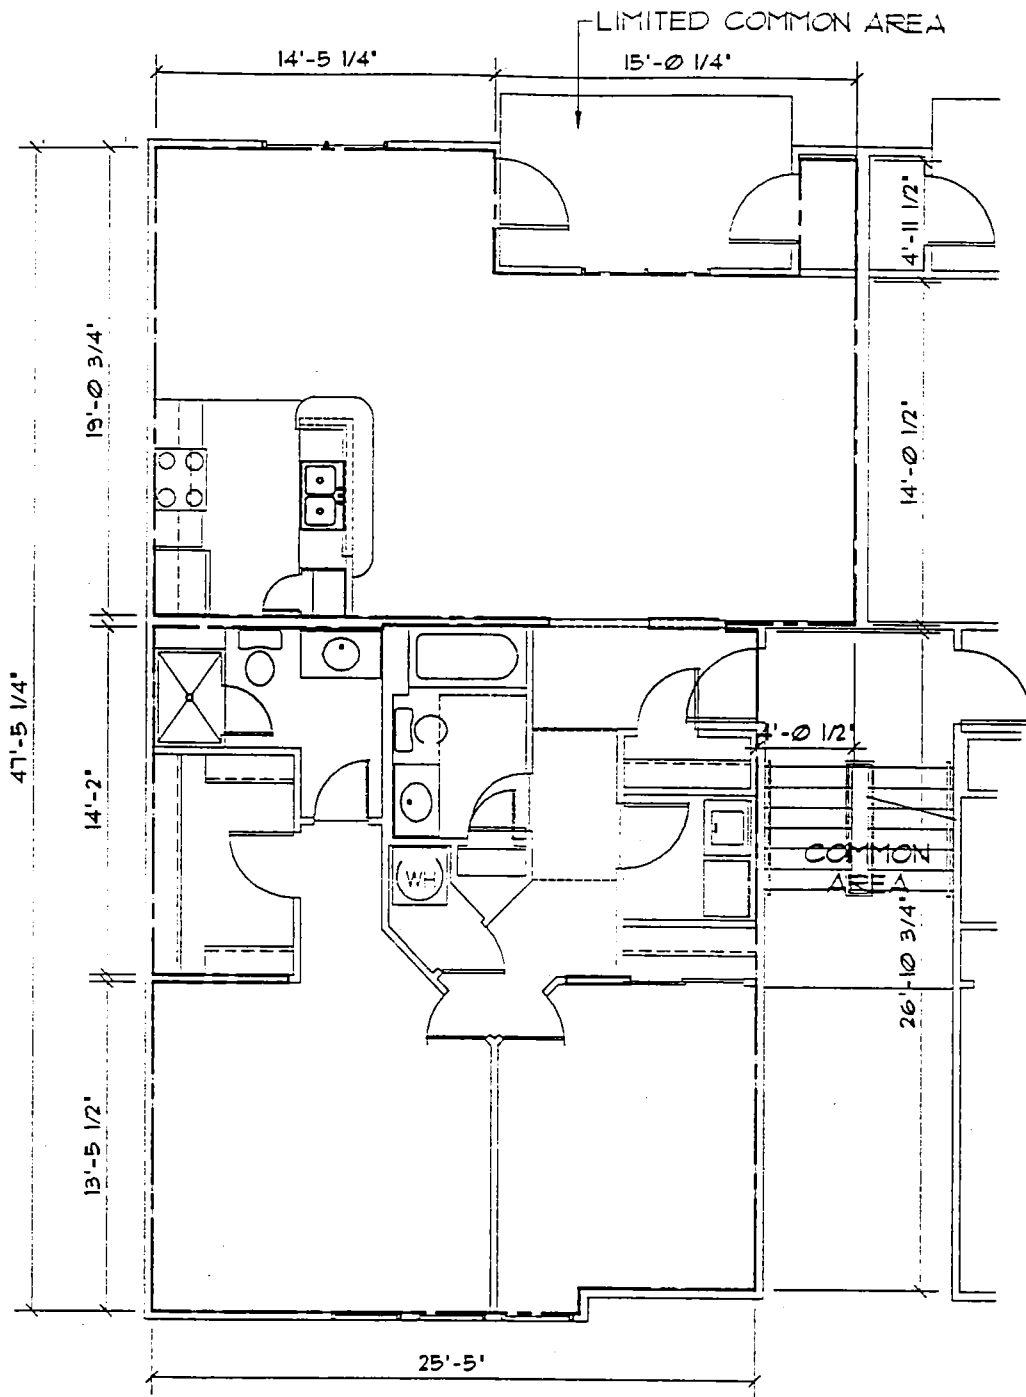 LIMITED COMMON AREA
14'-5 1/4"
15'-0 1/4"
4'-11 1/2"
19'-0 3/4"
14'-0 1/2"
47'-5 1/4"
4'-0 1/2"
14'-2"
COMMON
AREA
WH
26'-10 3/4"
13'-5 1/2"
25'-5"